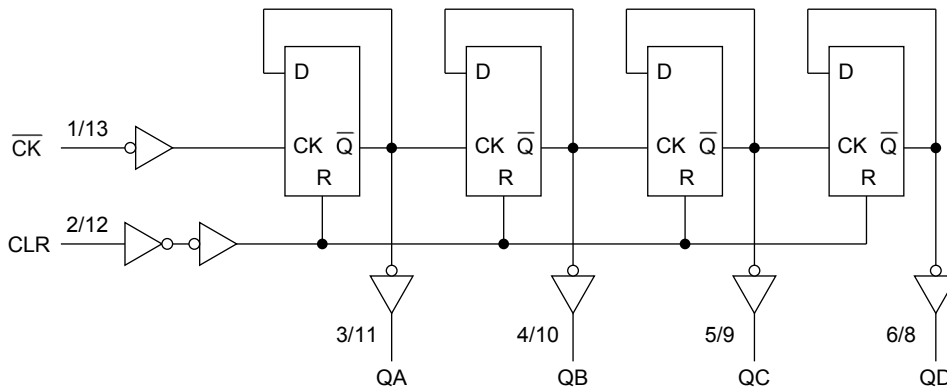 D D D D
1/13
C̅K̅ CK Q̅ CK Q̅ CK Q̅ CK Q̅
R R R R
2/12
CLR
3/11 4/10 5/9 6/8
QA QB QC QD